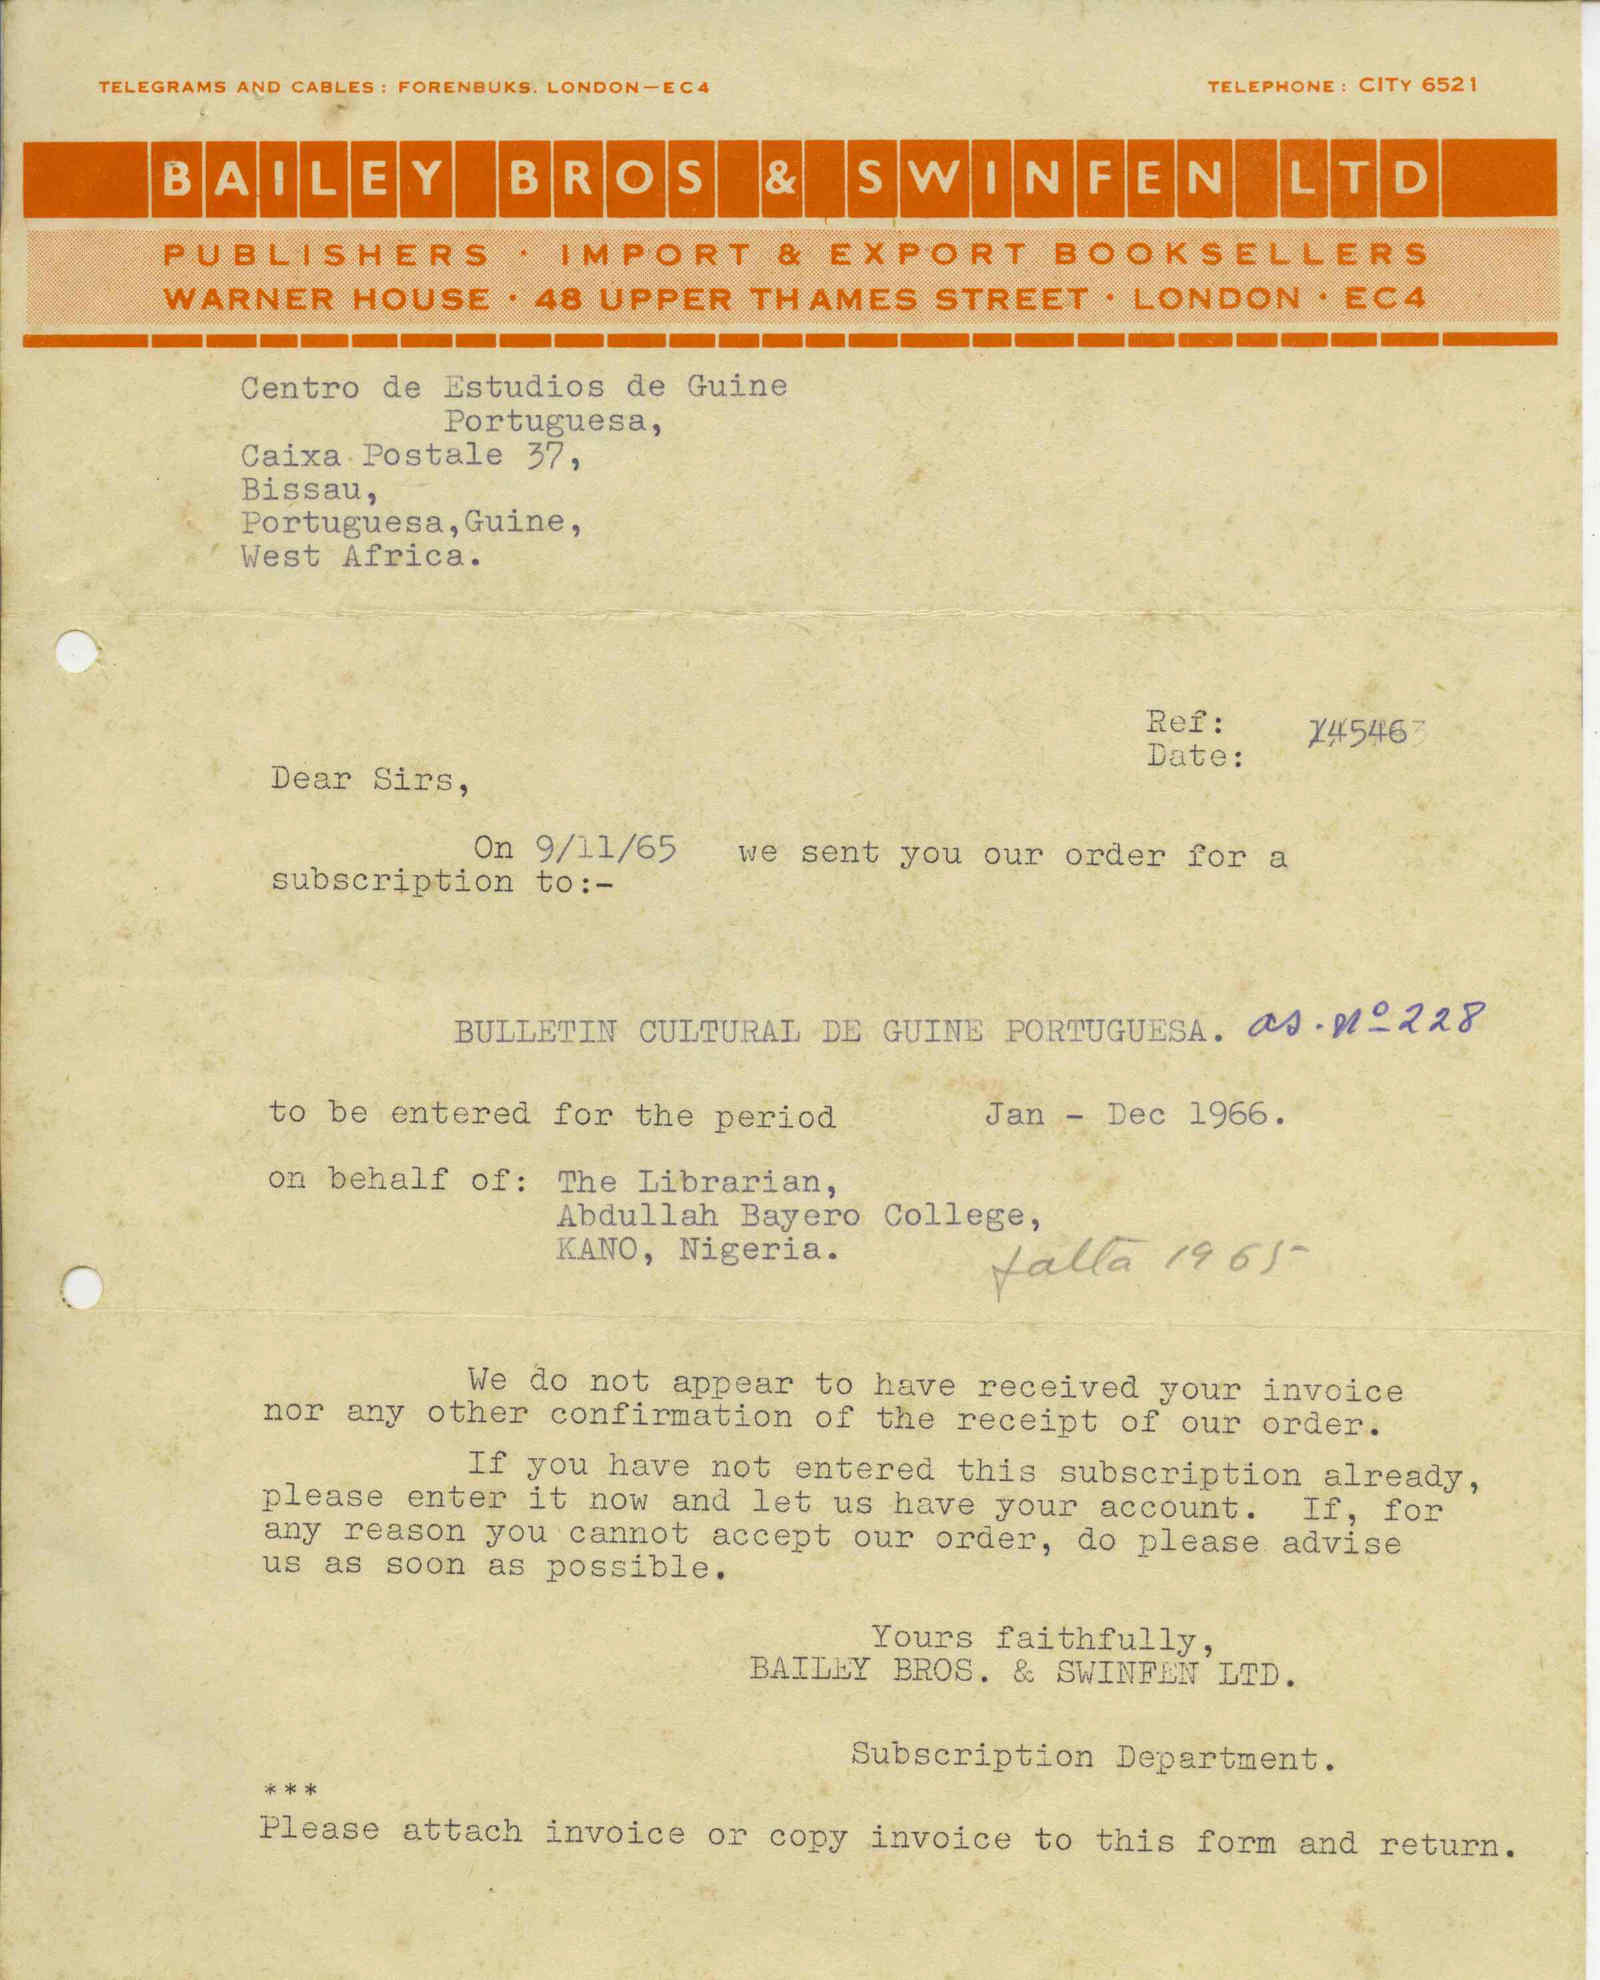 TELEGRAMS AND CABLES: FORENBUKS. LONDON—EC4
TELEPHONE: CITY 6521
BAILEY BROS & SWINFEN LTD
PUBLISHERS · IMPORT & EXPORT BOOKSELLERS
WARNER HOUSE · 48 UPPER THAMES STREET · LONDON · EC4
Centro de Estudios de Guine
Portuguesa,
Caixa Postale 37,
Bissau,
Portuguesa,Guine,
West Africa.
Ref:
Date:
Dear Sirs,
On 9/11/65 we sent you our order for a
subscription to:-
BULLETIN CULTURAL DE GUINE PORTUGUESA. as. nº 228
to be entered for the period Jan - Dec 1966.
on behalf of: The Librarian,
Abdullah Bayero College,
KANO, Nigeria.
falta 1965
We do not appear to have received your invoice
nor any other confirmation of the receipt of our order.
If you have not entered this subscription already,
please enter it now and let us have your account. If, for
any reason you cannot accept our order, do please advise
us as soon as possible.
Yours faithfully,
BAILEY BROS. & SWINFEN LTD.
Subscription Department.
***
Please attach invoice or copy invoice to this form and return.